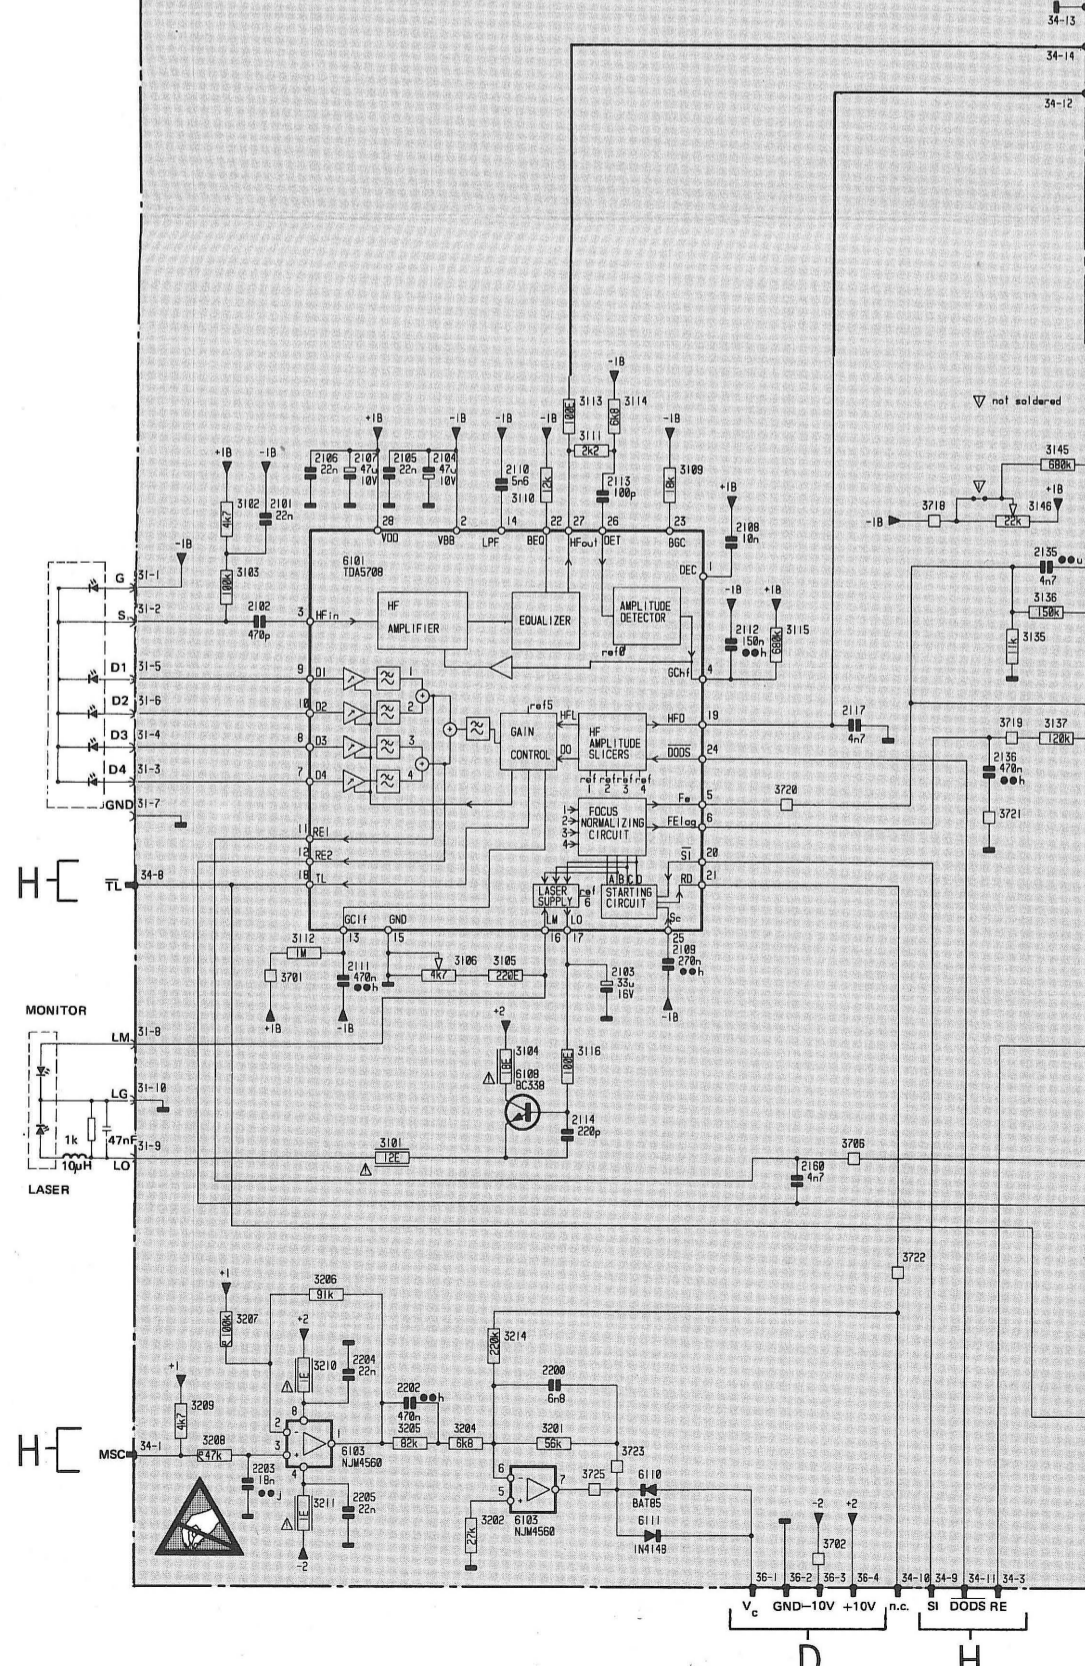 34-13
34-14
34-12
-1B
3113
100E
3114
6k8
3111
2k2
+1B
-1B
-1B
-1B
-1B
2106
22n
2107
47u
10V
2105
22n
2104
47u
10V
2110
5n6
3110
12k
2113
100p
3109
18k
+1B
-1B
3102
4k7
2101
22n
-1B
3103
100k
+1B
2108
10n
▽ not soldered
3145
680k
+1B
3718
-1B
3146
22k
2135 ●●u
4n7
3136
150k
3135
11k
28
2
14
22
27
26
23
VDD
VBB
LPF
BEQ
HFout
DET
BGC
6101
TDA5708
DEC
1
G
31-1
S
31-2
2102
470p
3
HFin
HF
AMPLIFIER
EQUALIZER
AMPLITUDE
DETECTOR
ref0
-1B
+1B
2112
150n
●●h
3115
680k
GChf
4
D1
31-5
9
D1
1
D2
31-6
10
D2
2
D3
31-4
8
D3
3
D4
31-3
7
D4
4
GND
31-7
ref5
GAIN
CONTROL
HFL
DO
HF
AMPLITUDE
SLICERS
ref ref ref ref
1 2 3 4
HFD
19
DODS
24
2117
4n7
3719
3137
120k
2136
470n
●●h
3721
3720
Fe
5
FElag
6
1
2
3
4
FOCUS
NORMALIZING
CIRCUIT
11
RE1
12
RE2
18
TL
SI
20
RD
21
A B C D
LASER
SUPPLY
ref
6
STARTING
CIRCUIT
H
TL
34-8
GClf
GND
LM
LO
Sc
13
15
16
17
25
3112
1M
3701
2111
470n
●●h
+1B
-1B
3106
4k7
3105
220E
2103
33u
16V
2109
270n
●●h
-1B
MONITOR
LM
31-8
LG
31-10
1k
47nF
10µH
31-9
LO
LASER
+2
3104
18E
6108
BC338
3116
100E
2114
220p
3101
12E
3706
2160
4n7
3722
+1
3206
91k
3207
100k
+2
3210
1E
2204
22n
3214
220k
2200
6n8
+1
3209
4k7
2202
●●h
470n
H
MSC
34-1
3208
47k
2203
18n
●●j
8
2
3
4
1
6103
NJM4560
3205
82k
3204
6k8
3201
56k
3723
3211
1E
2205
22n
-2
6
5
7
3202
27k
6103
NJM4560
3725
6110
BAT85
6111
1N4148
-2
+2
3702
36-1
36-2
36-3
36-4
34-10
34-9
34-11
34-3
Vc
GND
-10V
+10V
n.c.
SI
DODS
RE
D
H